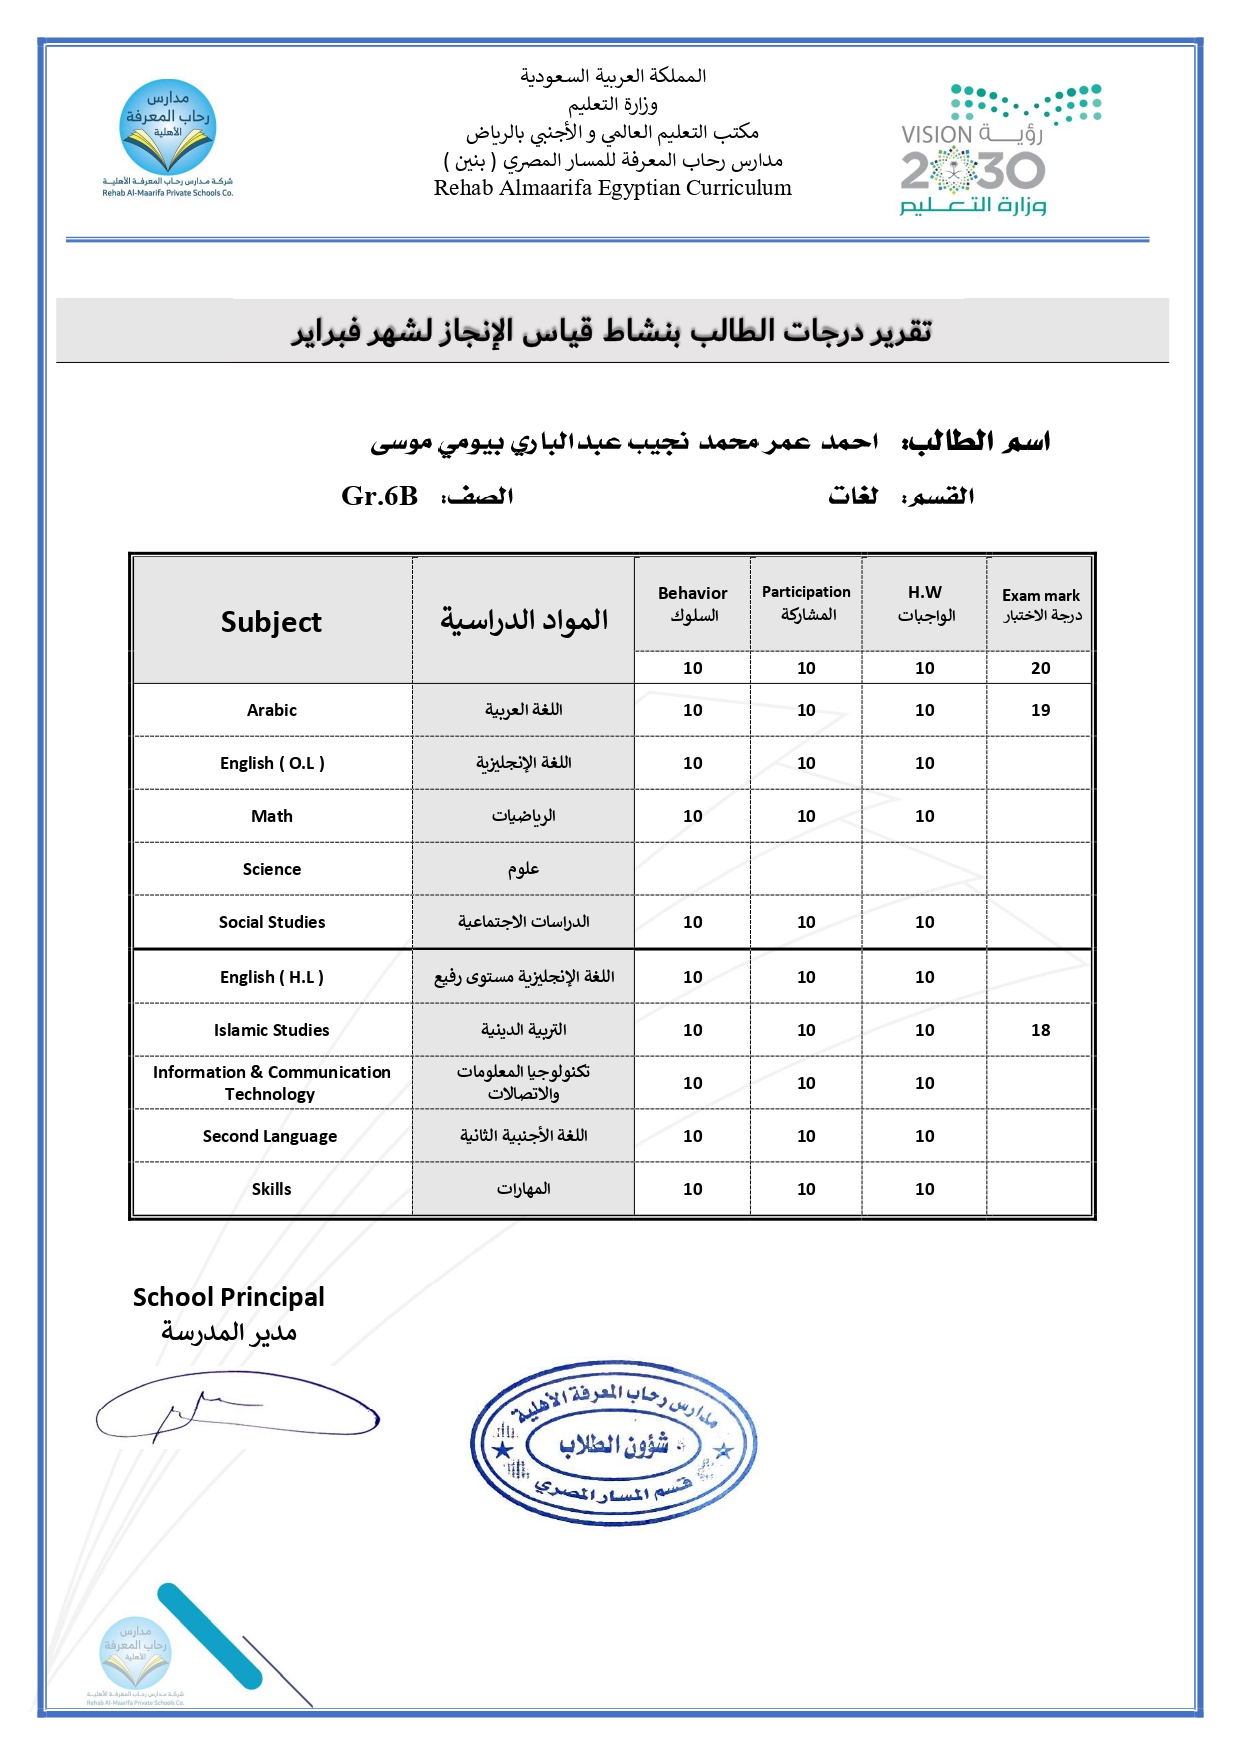 مدارس
رحاب المعرفة
الأهلية
شركة مدارس رحاب المعرفة الأهلية
Rehab Al-Maarifa Private Schools Co.
المملكة العربية السعودية
وزارة التعليم
مكتب التعليم العالمي و الأجنبي بالرياض
مدارس رحاب المعرفة للمسار المصري ( بنين )
Rehab Almaarifa Egyptian Curriculum
VISION رؤية
2030
وزارة التعليم
تقرير درجات الطالب بنشاط قياس الإنجاز لشهر فبراير
اسم الطالب: احمد عمر محمد نجيب عبدالباري بيومي موسى
القسم: لغات الصف: Gr.6B
Subject المواد الدراسية Behavior السلوك Participation المشاركة H.W الواجبات Exam mark درجة الاختبار
10 10 10 20
Arabic اللغة العربية 10 10 10 19
English ( O.L ) اللغة الإنجليزية 10 10 10
Math الرياضيات 10 10 10
Science علوم
Social Studies الدراسات الاجتماعية 10 10 10
English ( H.L ) اللغة الإنجليزية مستوى رفيع 10 10 10
Islamic Studies التربية الدينية 10 10 10 18
Information & Communication Technology تكنولوجيا المعلومات والاتصالات 10 10 10
Second Language اللغة الأجنبية الثانية 10 10 10
Skills المهارات 10 10 10
School Principal
مدير المدرسة
مدارس رحاب المعرفة الأهلية
شؤون الطلاب
قسم المسار المصري
مدارس
رحاب المعرفة
الأهلية
شركة مدارس رحاب المعرفة الأهلية
Rehab Al-Maarifa Private Schools Co.